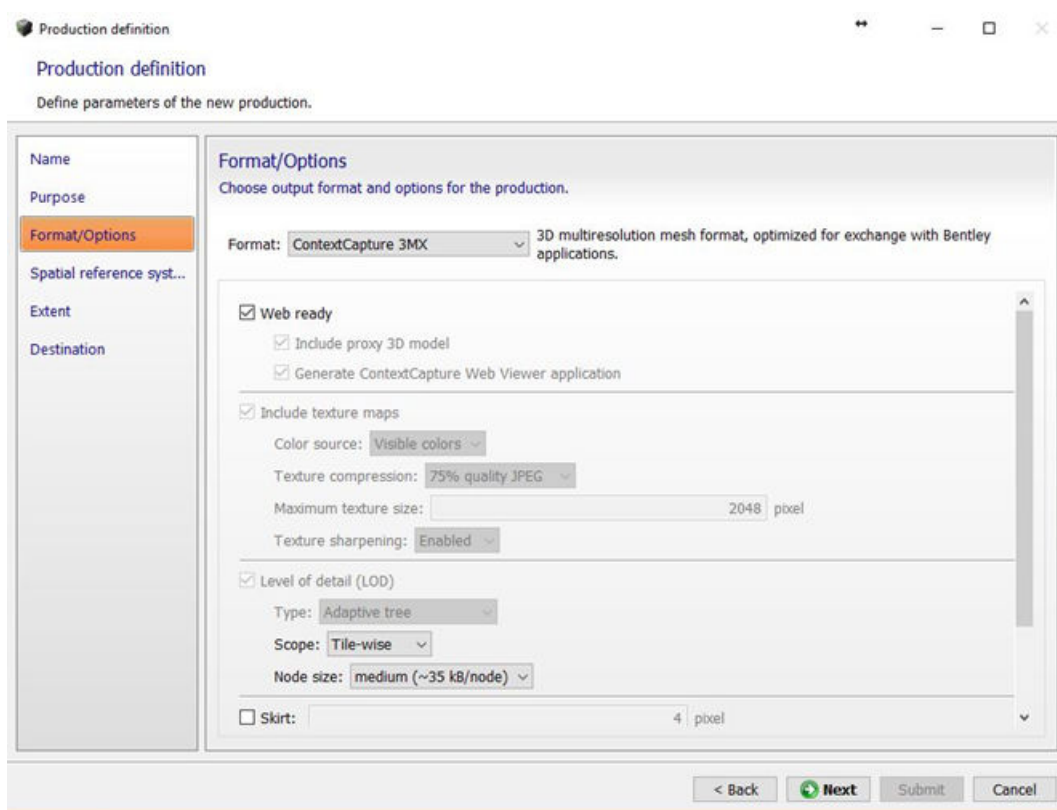 Production definition
Production definition
Define parameters of the new production.
Name
Purpose
Format/Options
Spatial reference syst...
Extent
Destination
Format/Options
Choose output format and options for the production.
Format: ContextCapture 3MX
3D multiresolution mesh format, optimized for exchange with Bentley
applications.
Web ready
Include proxy 3D model
Generate ContextCapture Web Viewer application
Include texture maps
Color source: Visible colors
Texture compression: 75% quality JPEG
Maximum texture size: 2048 pixel
Texture sharpening: Enabled
Level of detail (LOD)
Type: Adaptive tree
Scope: Tile-wise
Node size: medium (~35 kB/node)
Skirt: 4 pixel
< Back Next Submit Cancel